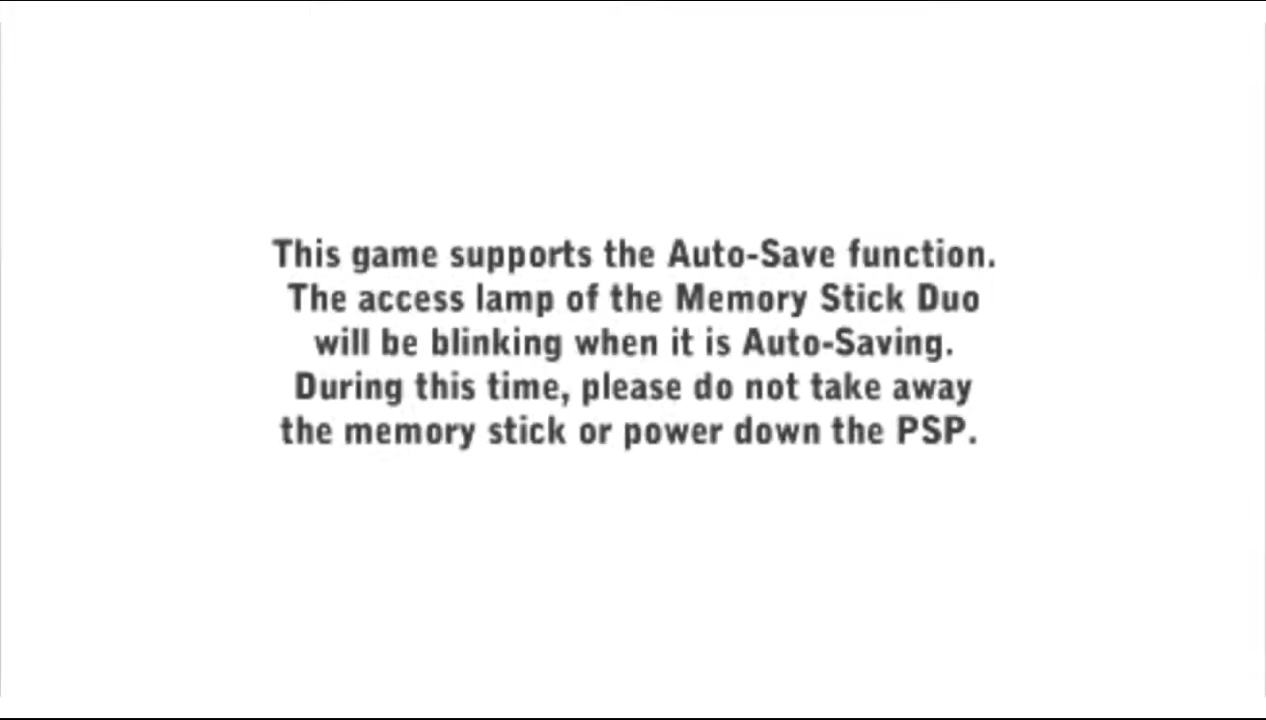 This game supports the Auto-Save function.
The access lamp of the Memory Stick Duo
will be blinking when it is Auto-Saving.
During this time, please do not take away
the memory stick or power down the PSP.